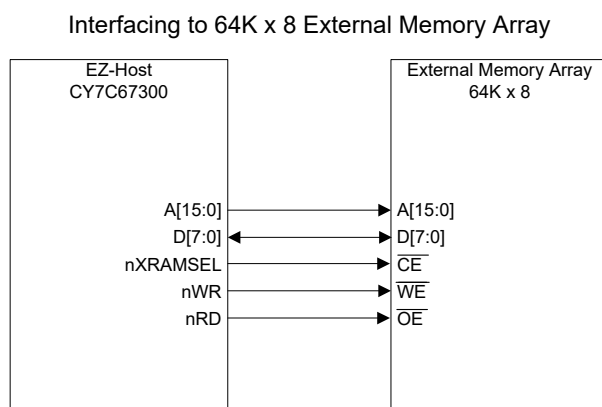 Interfacing to 64K x 8 External Memory Array
EZ-Host
CY7C67300
External Memory Array
64K x 8
A[15:0]
A[15:0]
D[7:0]
D[7:0]
nXRAMSEL
CE
nWR
WE
nRD
OE